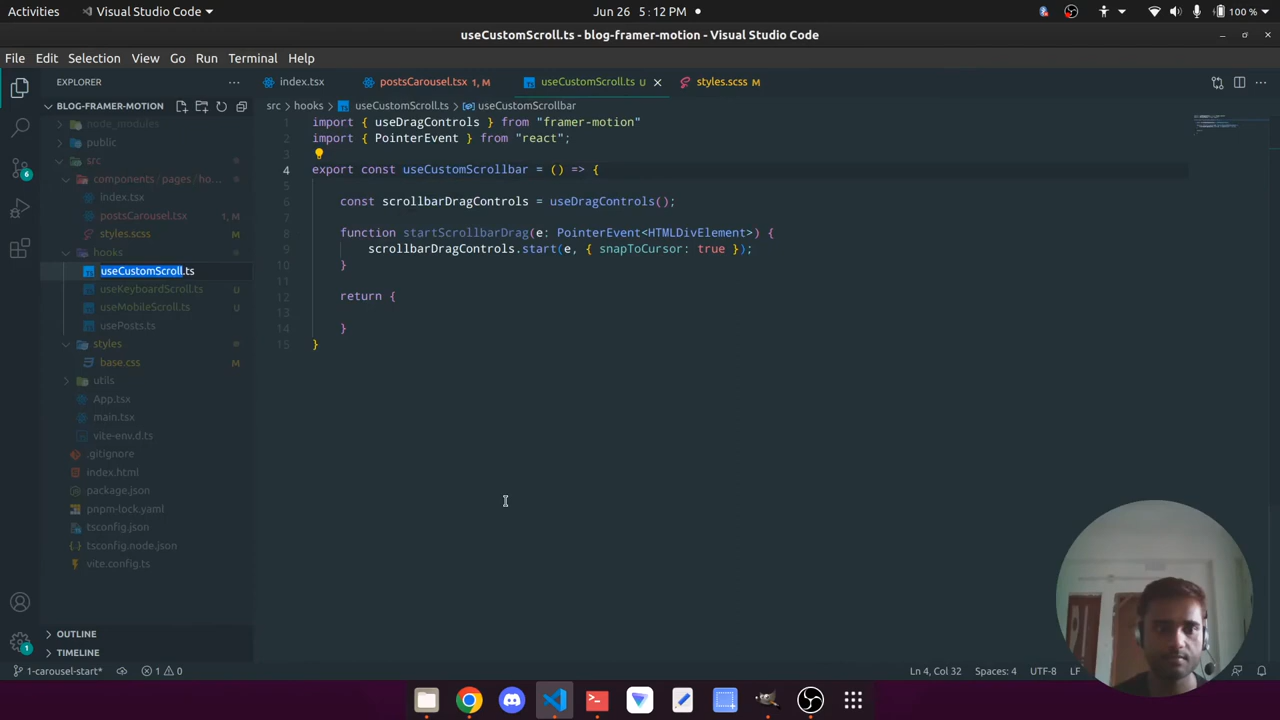 Activities
Visual Studio Code
Jun 26 5:12 PM
100 %
useCustomScroll.ts - blog-framer-motion - Visual Studio Code
File Edit Selection View Go Run Terminal Help
EXPLORER
index.tsx
postsCarousel.tsx 1, M
useCustomScroll.ts U
styles.scss M
BLOG-FRAMER-MOTION
src > hooks > useCustomScroll.ts > useCustomScrollbar
node_modules
public
src
components / pages / ho...
index.tsx
postsCarousel.tsx 1, M
styles.scss M
hooks
useCustomScroll.ts
useKeyboardScroll.ts U
useMobileScroll.ts U
usePosts.ts
styles
base.css M
utils
App.tsx
main.tsx
vite-env.d.ts
.gitignore
index.html
package.json
pnpm-lock.yaml
tsconfig.json
tsconfig.node.json
vite.config.ts
OUTLINE
TIMELINE
6
1
1 import { useDragControls } from "framer-motion"
2 import { PointerEvent } from "react";
3
4 export const useCustomScrollbar = () => {
5
6 const scrollbarDragControls = useDragControls();
7
8 function startScrollbarDrag(e: PointerEvent<HTMLDivElement>) {
9 scrollbarDragControls.start(e, { snapToCursor: true });
10 }
11
12 return {
13
14 }
15 }
1-carousel-start*
1 0
Ln 4, Col 32
Spaces: 4
UTF-8
LF